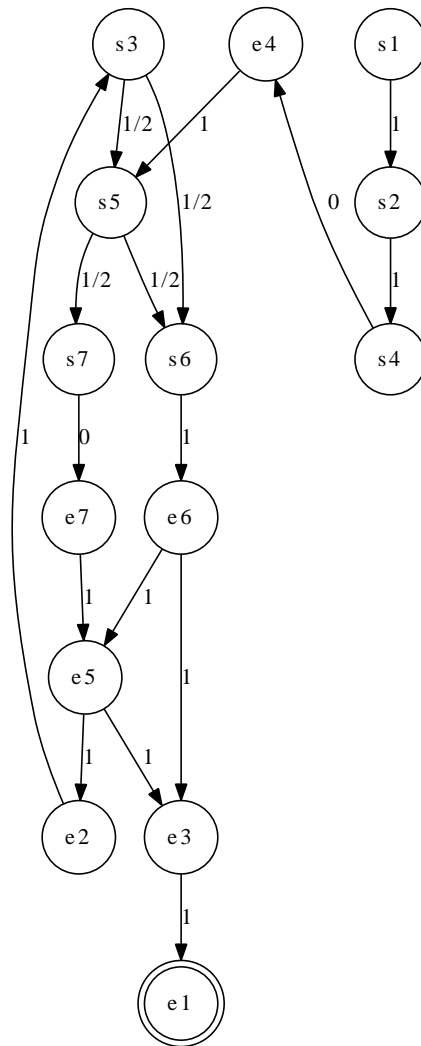 s3 e4 s1
1/2 1 1
s5 s2
1/2 0
1/2 1/2 1
s7 s6 s4
1 0 1
e7 e6
1 1
e5 1
1 1
e2 e3
1
e1